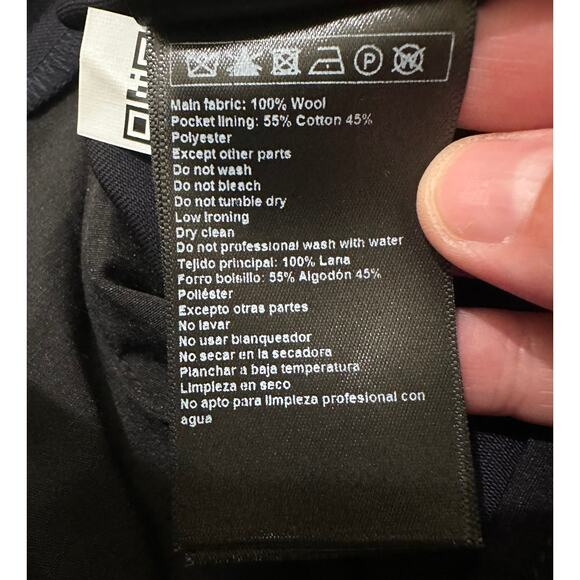 P W
Main fabric: 100% Wool
Pocket lining: 55% Cotton 45%
Polyester
Except other parts
Do not wash
Do not bleach
Do not tumble dry
Low Ironing
Dry clean
Do not professional wash with water
Tejido principal: 100% Lana
Forro bolsillo: 55% Algodón 45%
Poliéster
Excepto otras partes
No lavar
No usar blanqueador
No secar en la secadora
Planchar a baja temperatura
Limpieza en seco
No apto para limpieza profesional con
agua